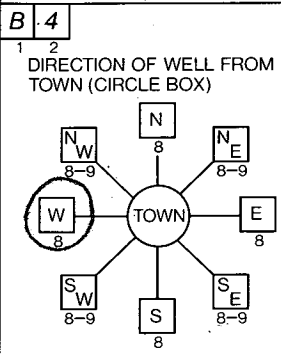 B 4
1 2
DIRECTION OF WELL FROM
TOWN (CIRCLE BOX)
N
8
NW
8-9
NE
8-9
W
8
TOWN
E
8
SW
8-9
SE
8-9
S
8